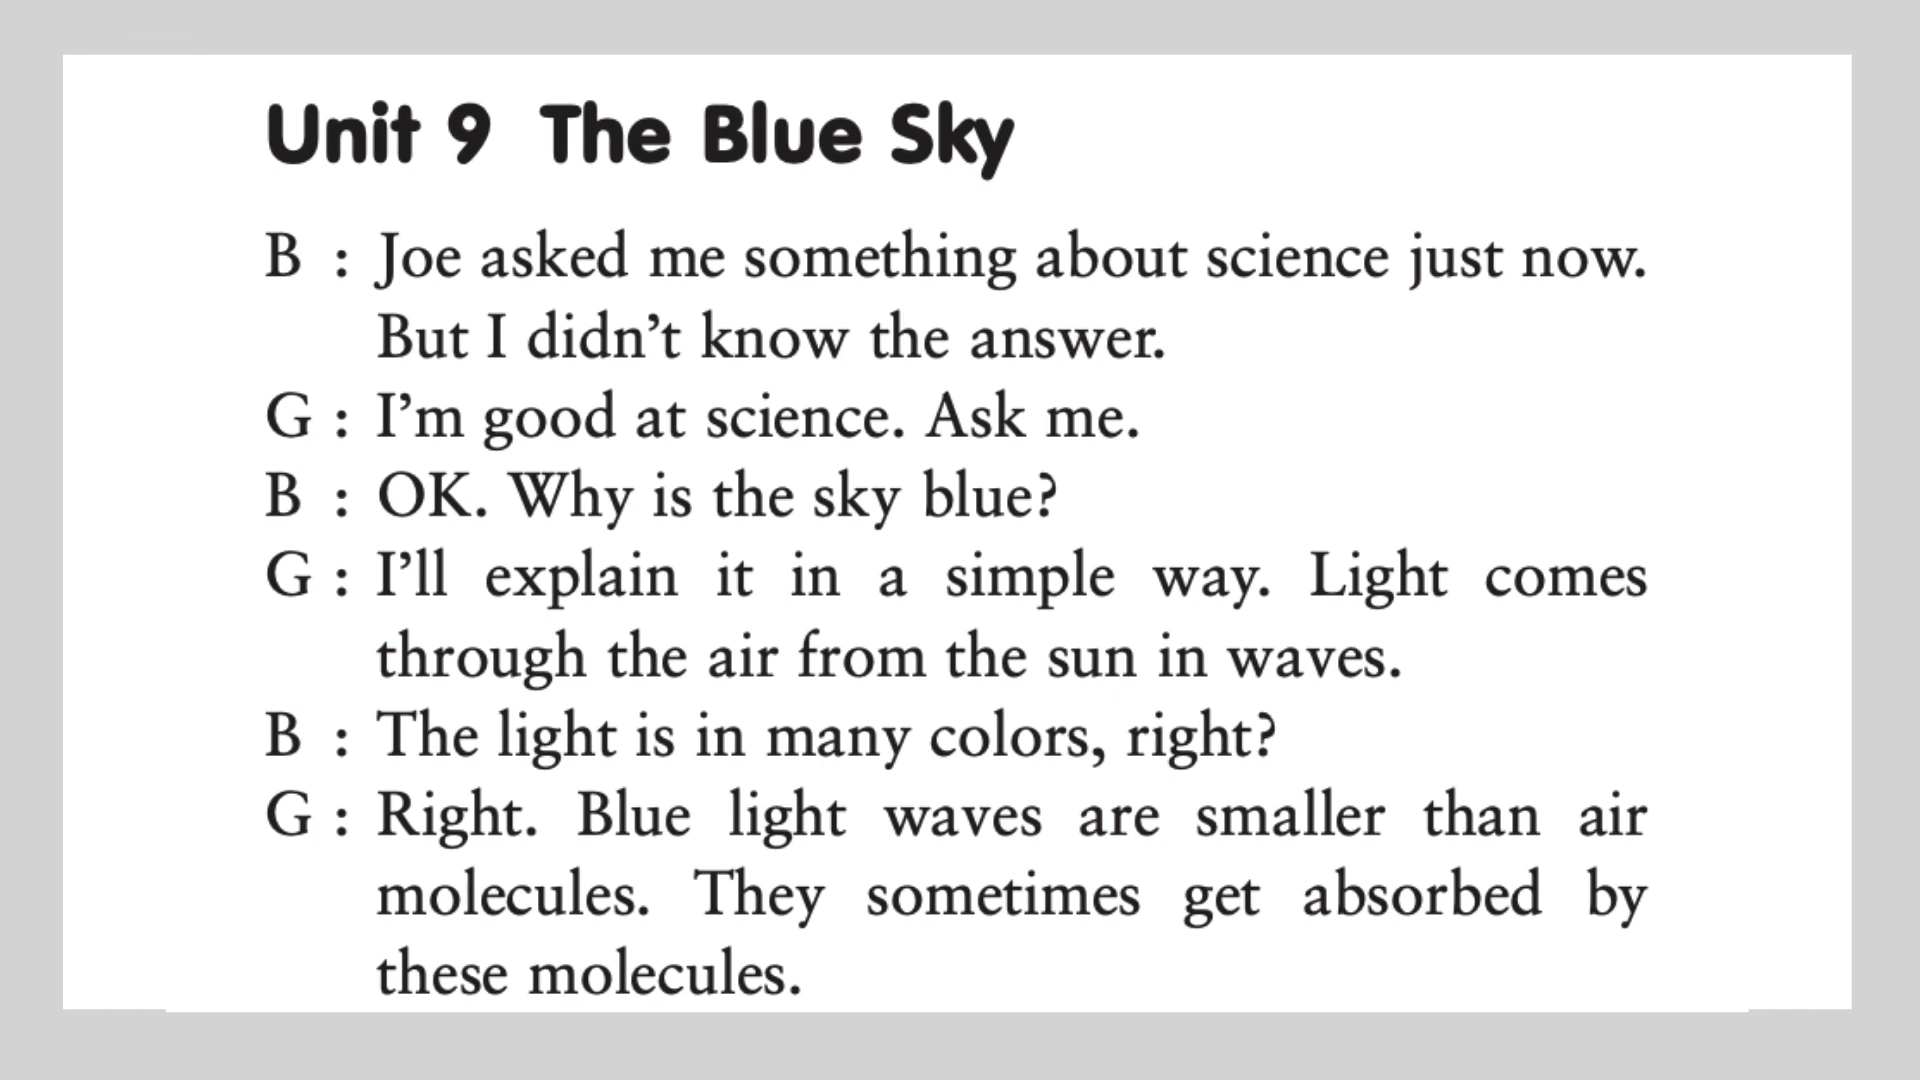 Unit 9 The Blue Sky
B : Joe asked me something about science just now.
But I didn't know the answer.
G : I'm good at science. Ask me.
B : OK. Why is the sky blue?
G : I'll explain it in a simple way. Light comes
through the air from the sun in waves.
B : The light is in many colors, right?
G : Right. Blue light waves are smaller than air
molecules. They sometimes get absorbed by
these molecules.